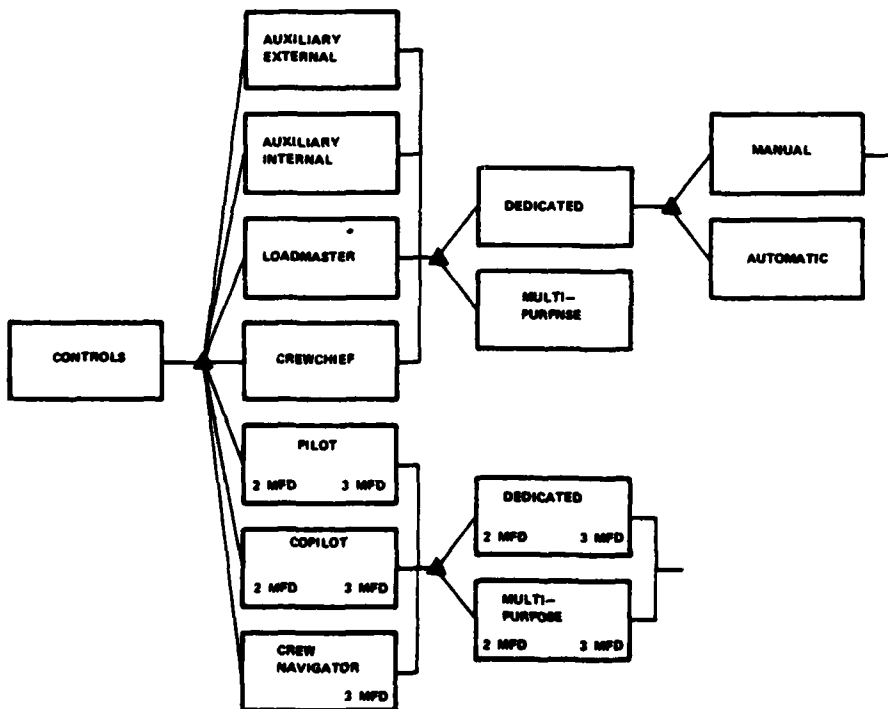 AUXILIARY
EXTERNAL
AUXILIARY
INTERNAL
LOADMASTER
CONTROLS
CREWCHIEF
PILOT
2 MFD 3 MFD
COPILOT
2 MFD 3 MFD
CREW
NAVIGATOR
3 MFD
DEDICATED
MULTI-
PURPOSE
MANUAL
AUTOMATIC
DEDICATED
2 MFD 3 MFD
MULTI-
PURPOSE
2 MFD 3 MFD